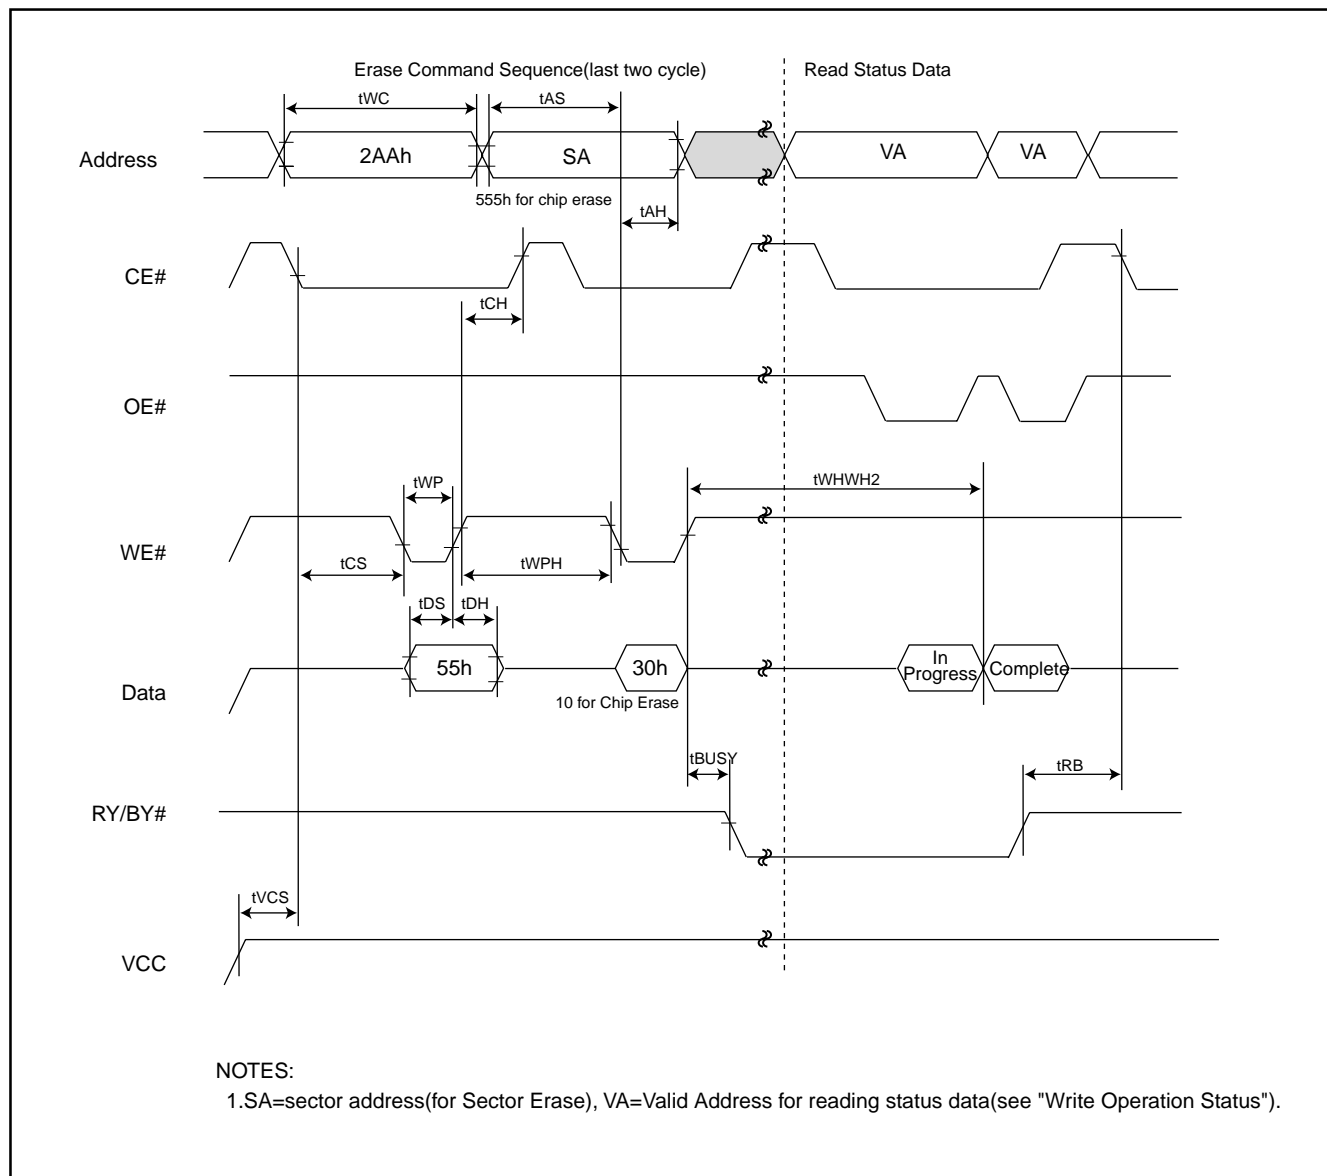 Erase Command Sequence(last two cycle)
Read Status Data
tWC
tAS
Address
2AAh
SA
VA
VA
555h for chip erase
tAH
CE#
tCH
OE#
tWP
tWHWH2
WE#
tCS
tWPH
tDS
tDH
Data
55h
30h
In
Progress
Complete
10 for Chip Erase
tBUSY
tRB
RY/BY#
tVCS
VCC
NOTES:
1.SA=sector address(for Sector Erase), VA=Valid Address for reading status data(see "Write Operation Status").